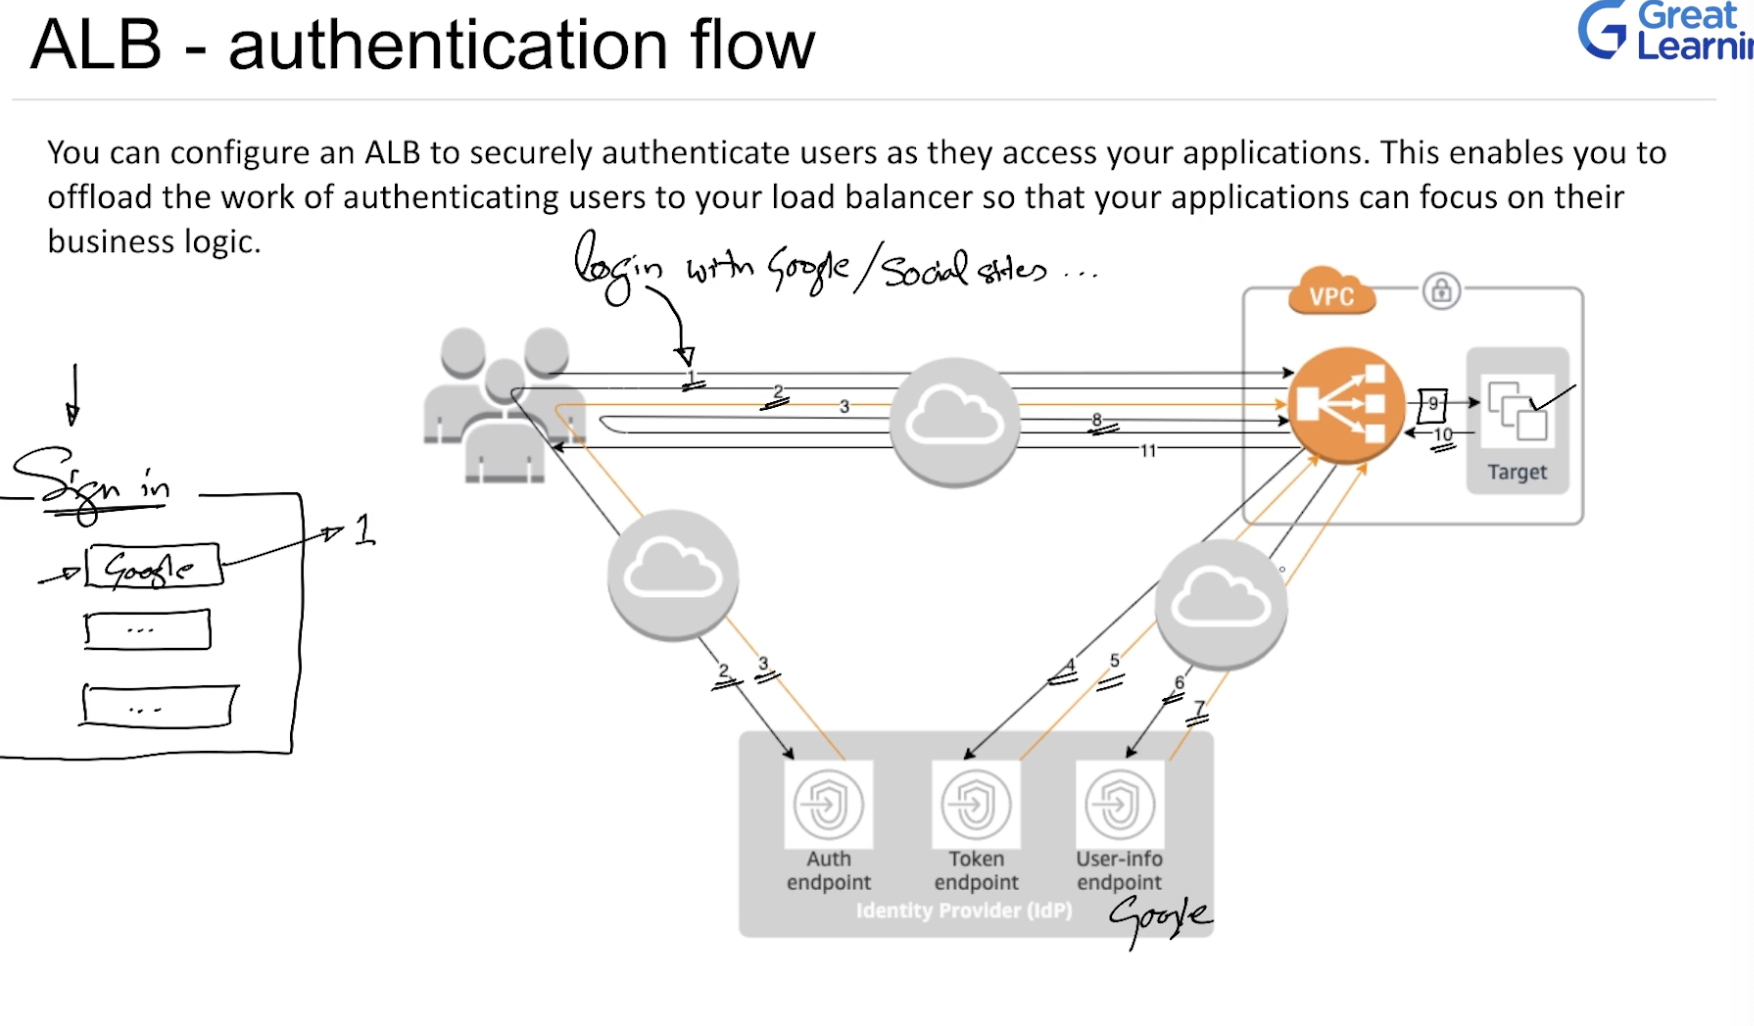 ALB - authentication flow
Great
Learnin
You can configure an ALB to securely authenticate users as they access your applications. This enables you to
offload the work of authenticating users to your load balancer so that your applications can focus on their
business logic.
login with Google/Social sites ...
VPC
1
2
3
8
9
10
11
Target
Sign in
Google
1
...
...
2
3
4
5
6
7
Auth
endpoint
Token
endpoint
User-info
endpoint
Identity Provider (IdP)
Google